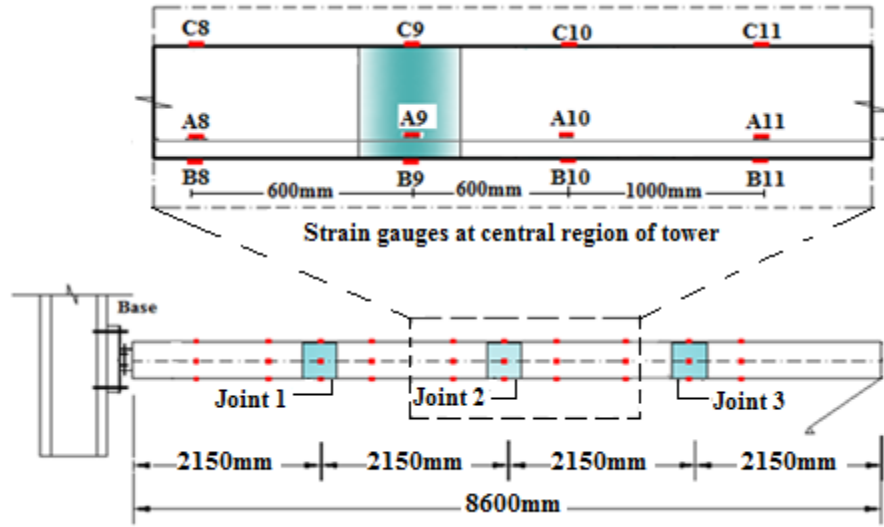 C8 C9 C10 C11
A8 A9 A10 A11
B8 B9 B10 B11
600mm 600mm 1000mm
Strain gauges at central region of tower
Base
Joint 1 Joint 2 Joint 3
2150mm 2150mm 2150mm 2150mm
8600mm